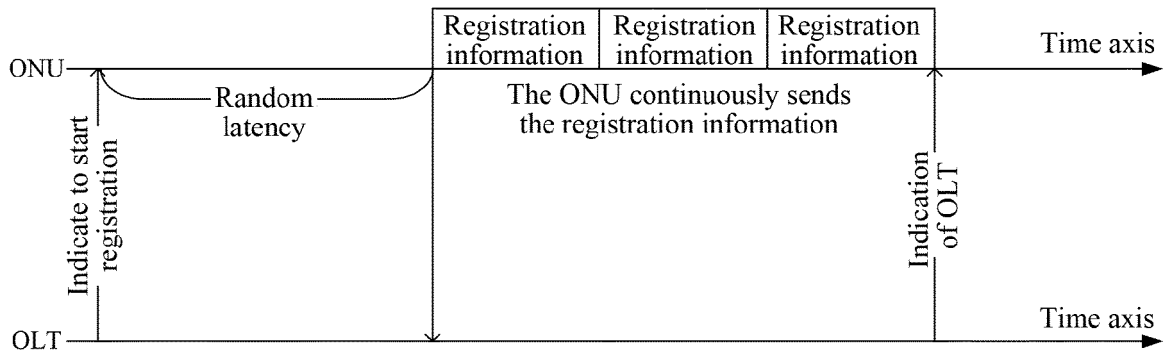 Registration
information
Registration
information
Registration
information
Time axis
ONU
Random
latency
The ONU continuously sends
the registration information
Indicate to start
registration
Indication
of OLT
Time axis
OLT